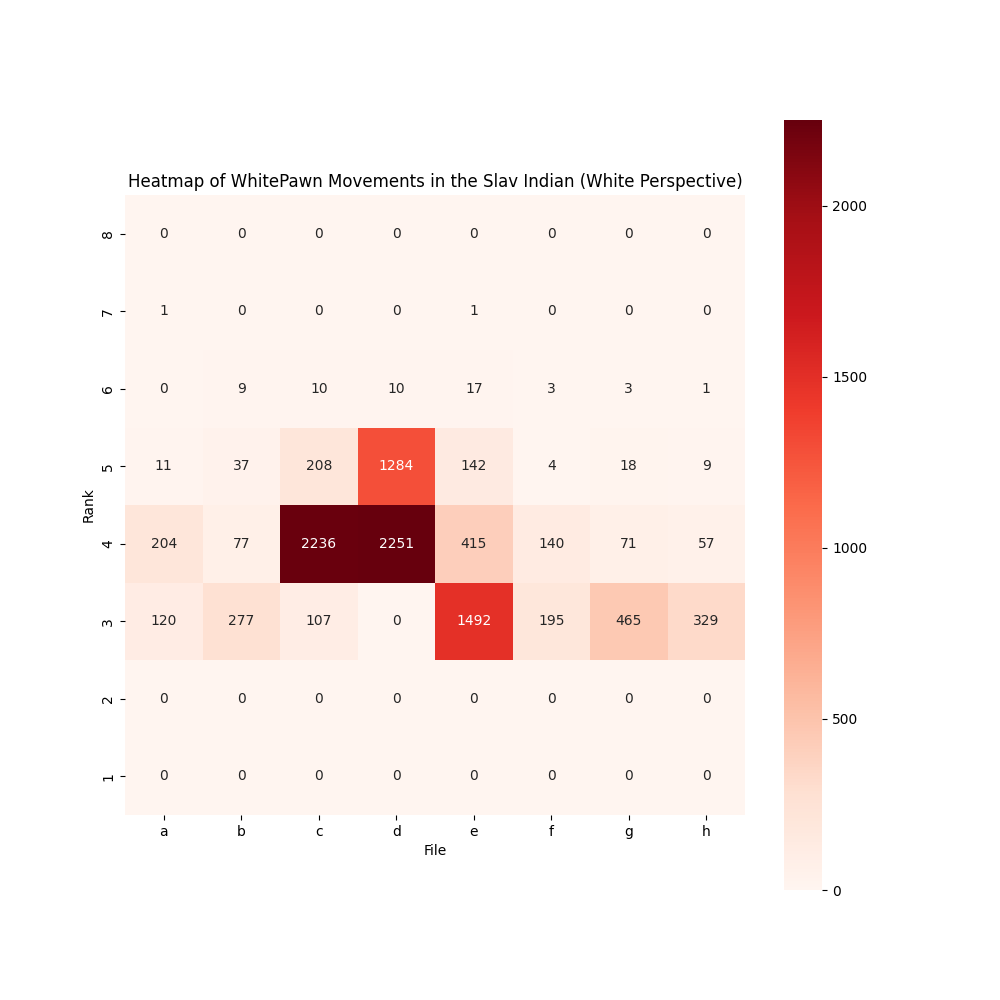 Heatmap of WhitePawn Movements in the Slav Indian (White Perspective)
8 0 0 0 0 0 0 0 0
7 1 0 0 0 1 0 0 0
6 0 9 10 10 17 3 3 1
5 11 37 208 1284 142 4 18 9
4 204 77 2236 2251 415 140 71 57
3 120 277 107 0 1492 195 465 329
2 0 0 0 0 0 0 0 0
1 0 0 0 0 0 0 0 0
a b c d e f g h
Rank
File
2000
1500
1000
500
0